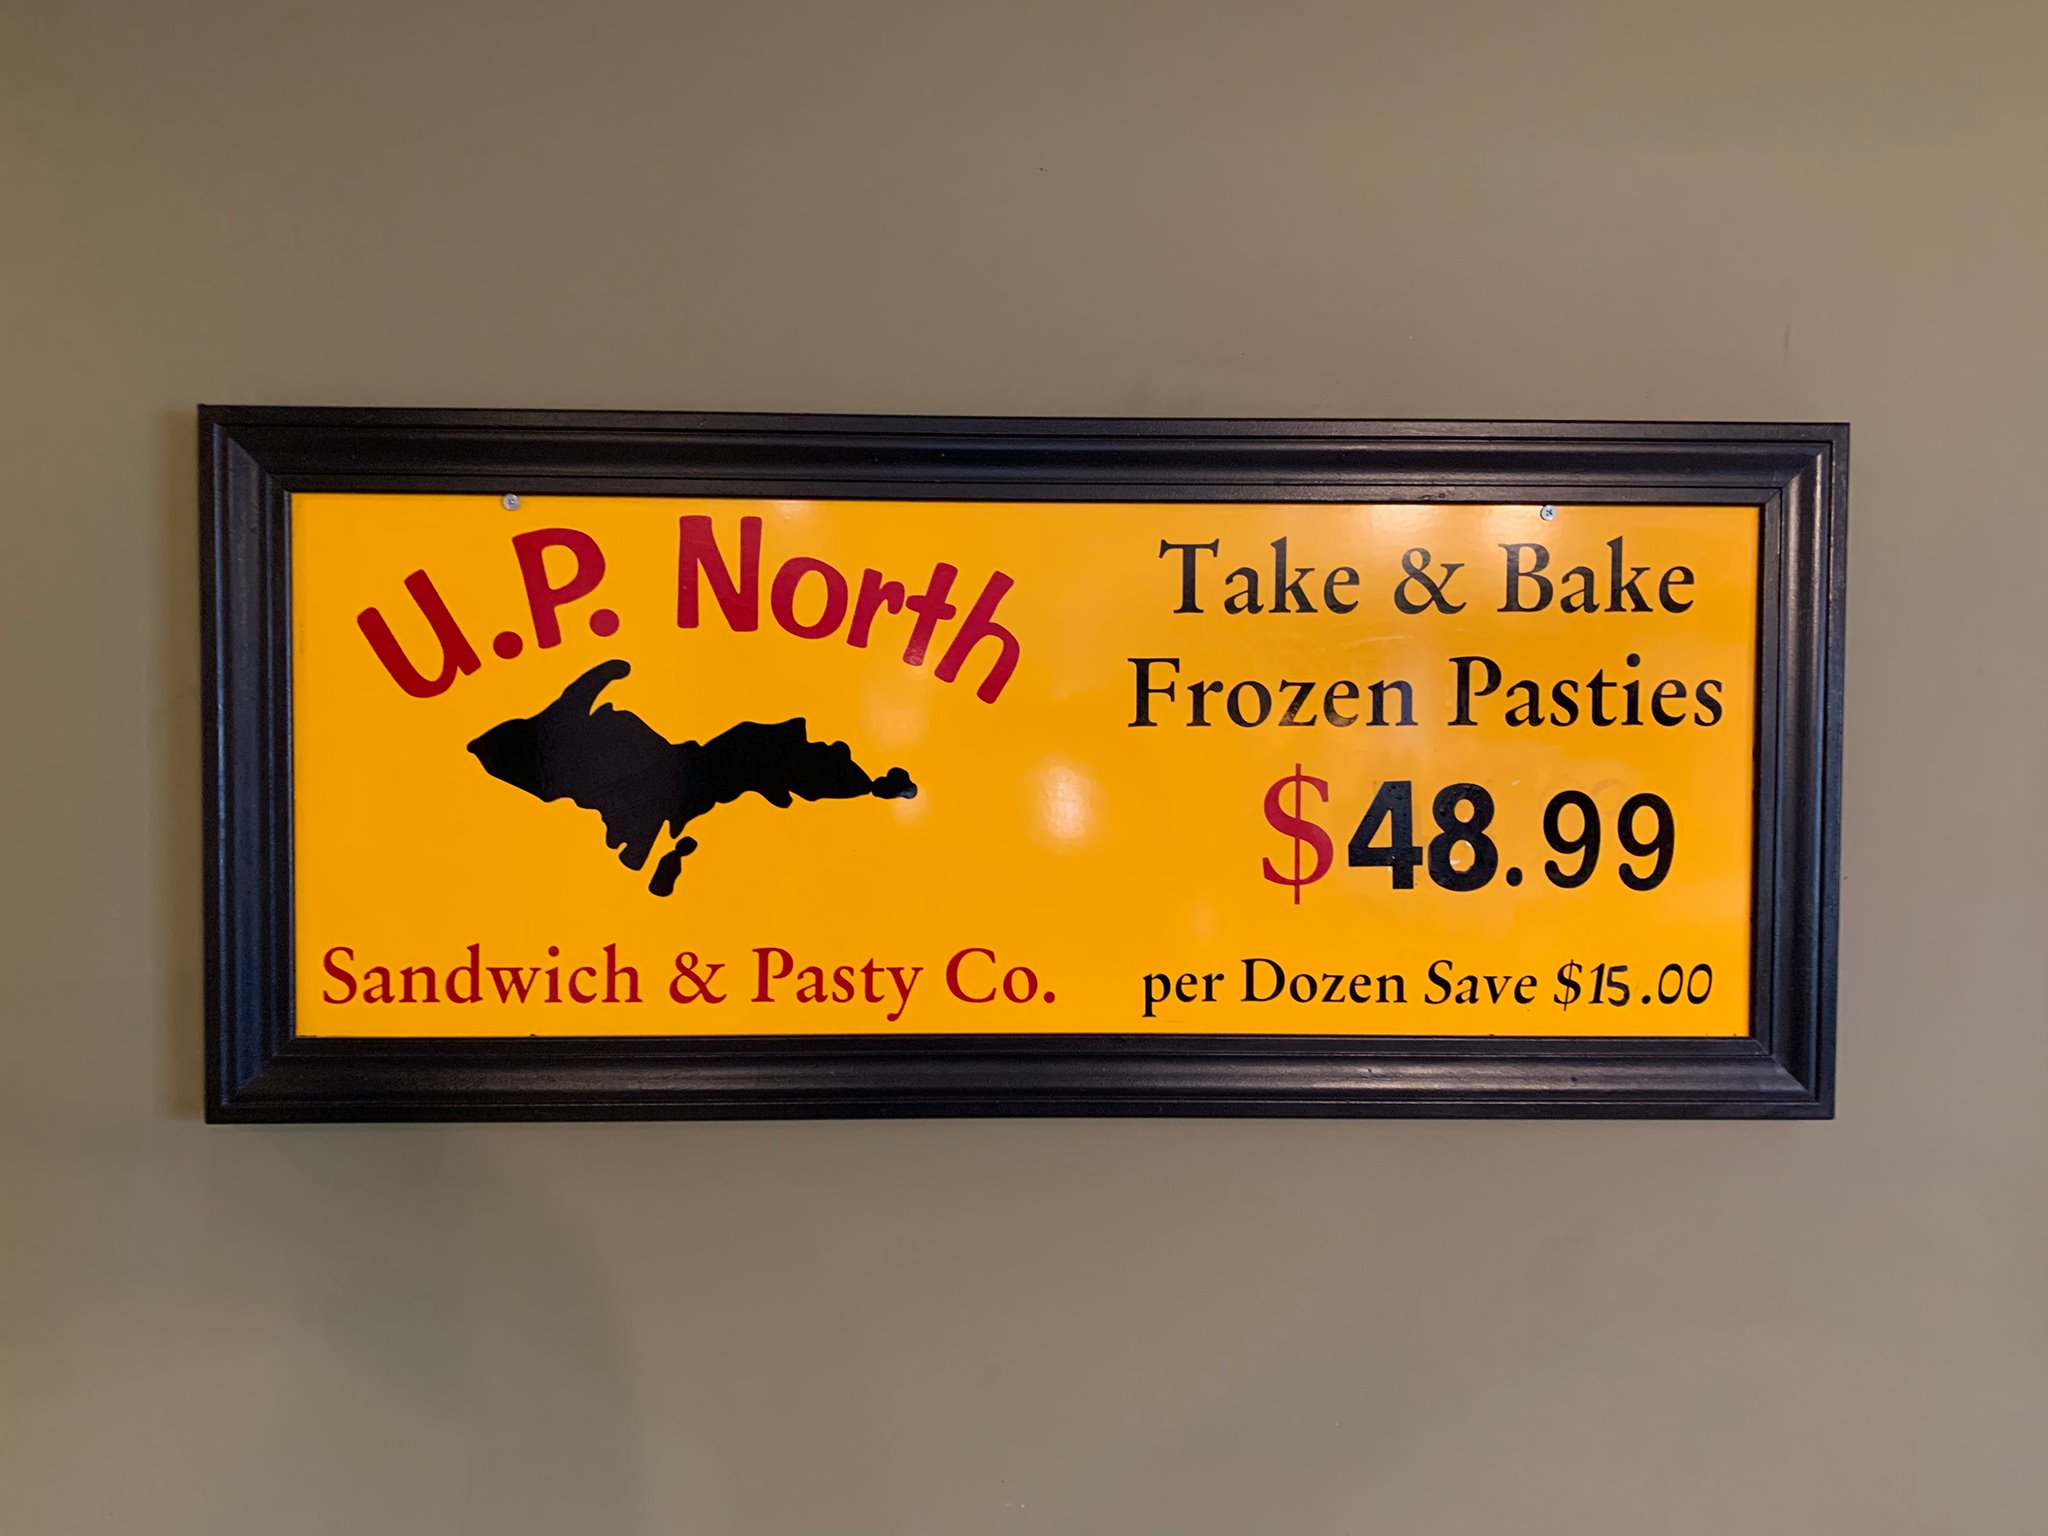 U.P. North
Sandwich & Pasty Co.
Take & Bake
Frozen Pasties
$48.99
per Dozen Save $15.00